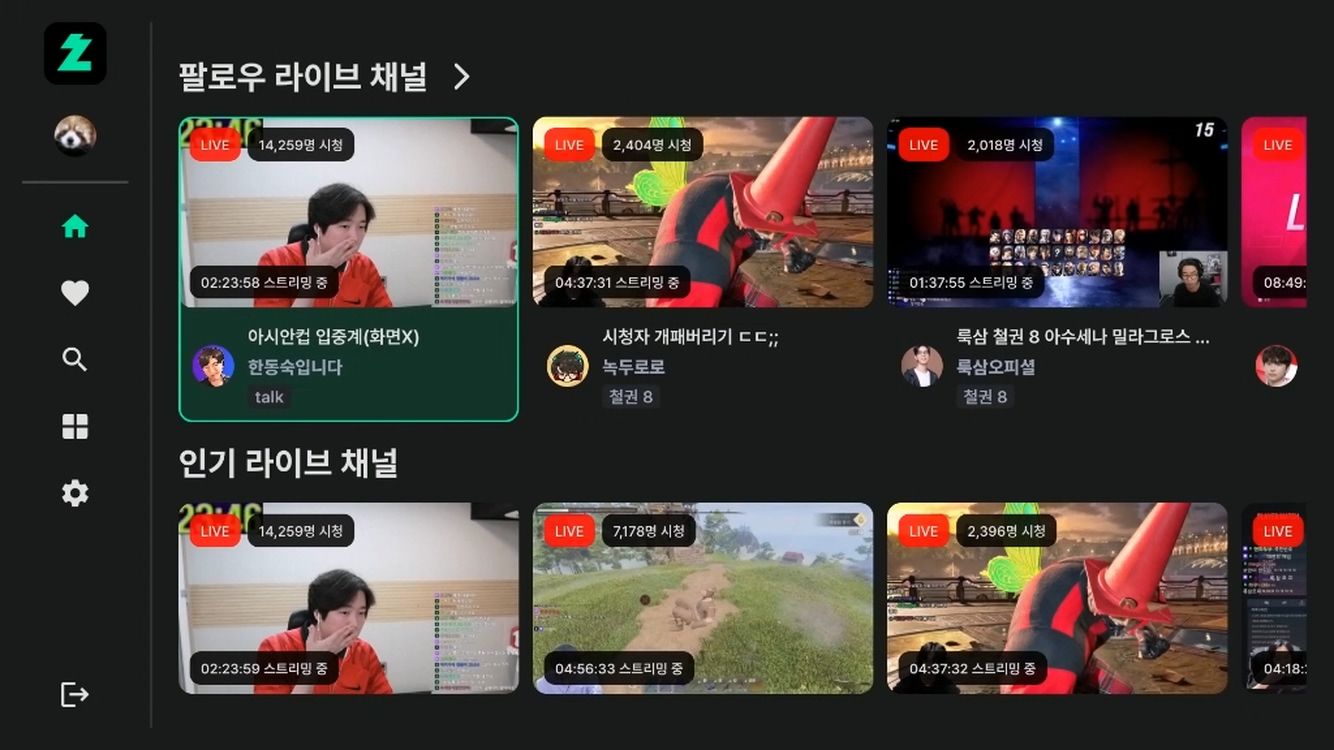 팔로우 라이브 채널
LIVE
14,259명 시청
02:23:58 스트리밍 중
아시안컵 입중계(화면X)
한동숙입니다
talk
LIVE
2,404명 시청
04:37:31 스트리밍 중
시청자 개패버리기 ㄷㄷ;;
녹두로로
철권 8
LIVE
2,018명 시청
15
01:37:55 스트리밍 중
룩삼 철권 8 아수세나 밀라그로스 ...
룩삼오피셜
철권 8
LIVE
L
08:49:
인기 라이브 채널
LIVE
14,259명 시청
02:23:59 스트리밍 중
LIVE
7,178명 시청
04:56:33 스트리밍 중
LIVE
2,396명 시청
04:37:32 스트리밍 중
LIVE
04:18: